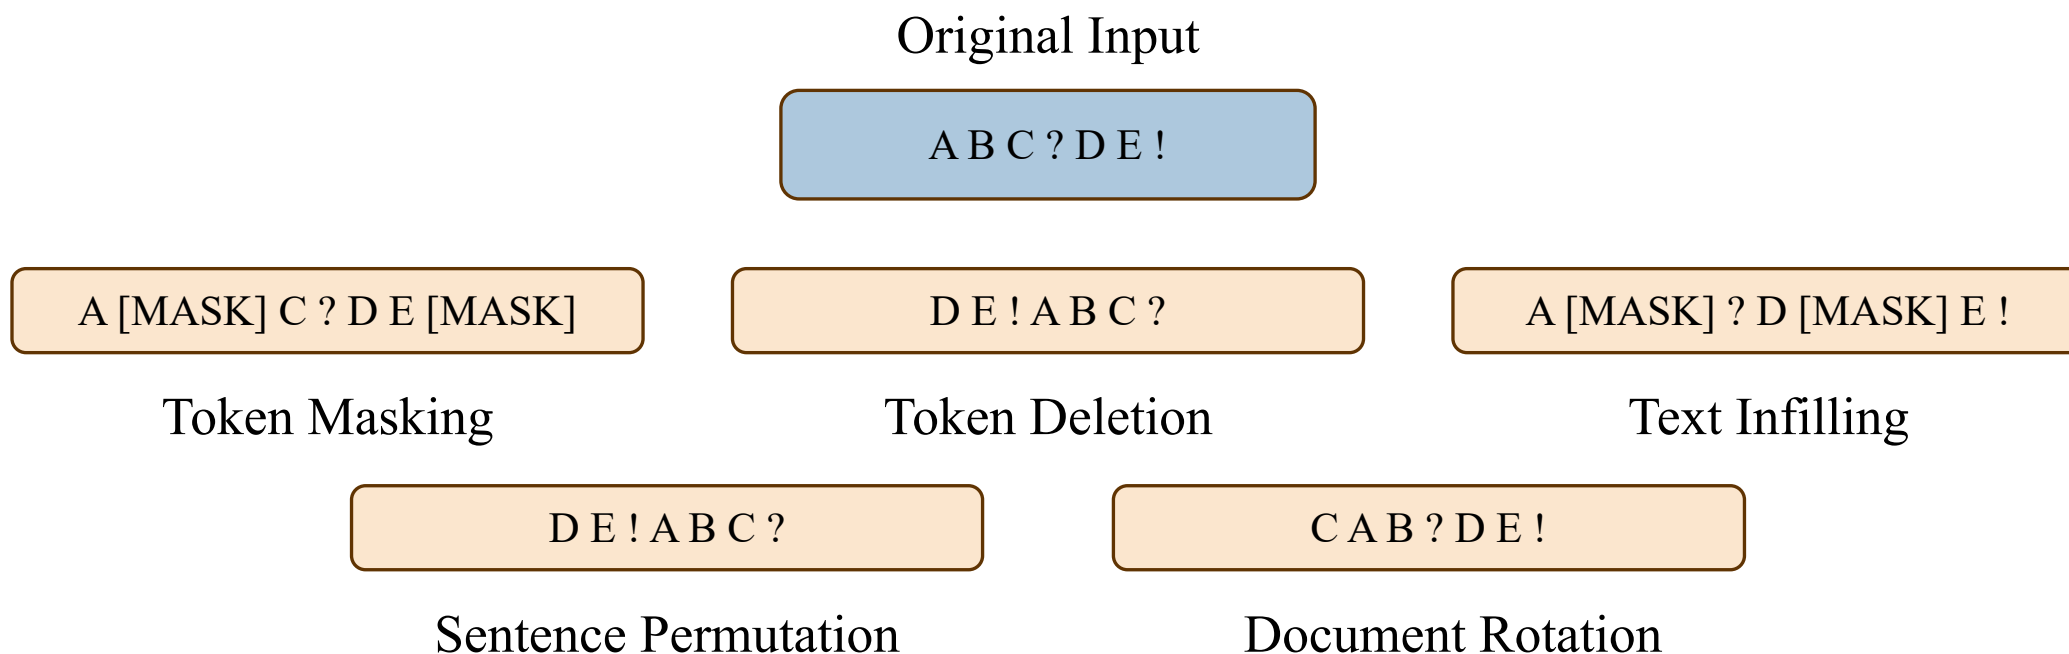 Original Input
A B C ? D E !
A [MASK] C ? D E [MASK]
D E ! A B C ?
A [MASK] ? D [MASK] E !
Token Masking
Token Deletion
Text Infilling
D E ! A B C ?
C A B ? D E !
Sentence Permutation
Document Rotation